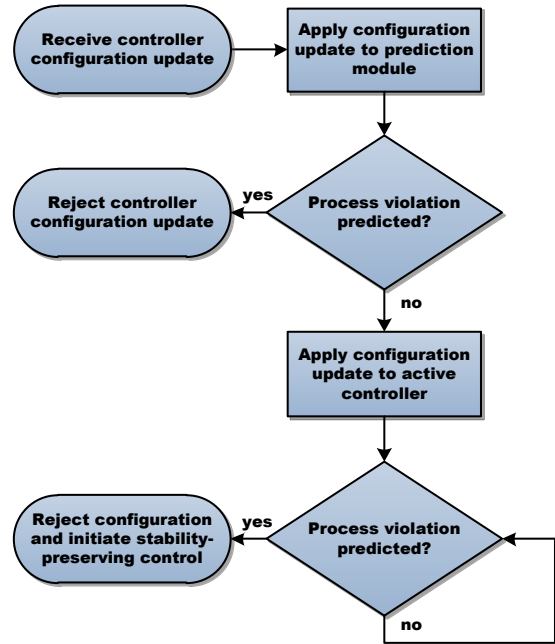 Receive controller
configuration update
Apply configuration
update to prediction
module
Reject controller
configuration update
yes
Process violation
predicted?
no
Apply configuration
update to active
controller
Reject configuration
and initiate stability-
preserving control
yes
Process violation
predicted?
no